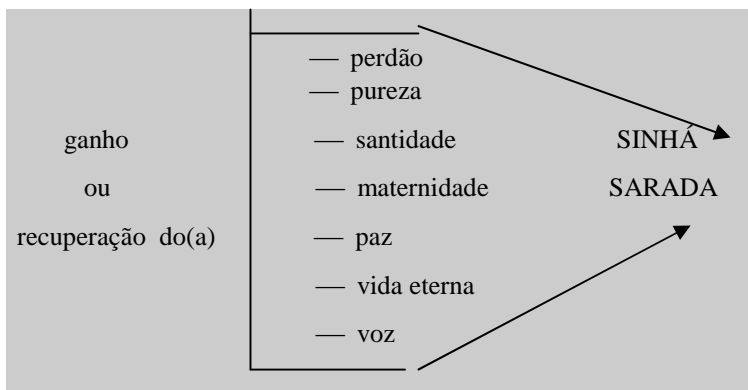 — perdão
— pureza
ganho — santidade SINHÁ
ou — maternidade SARADA
recuperação do(a) — paz
— vida eterna
— voz